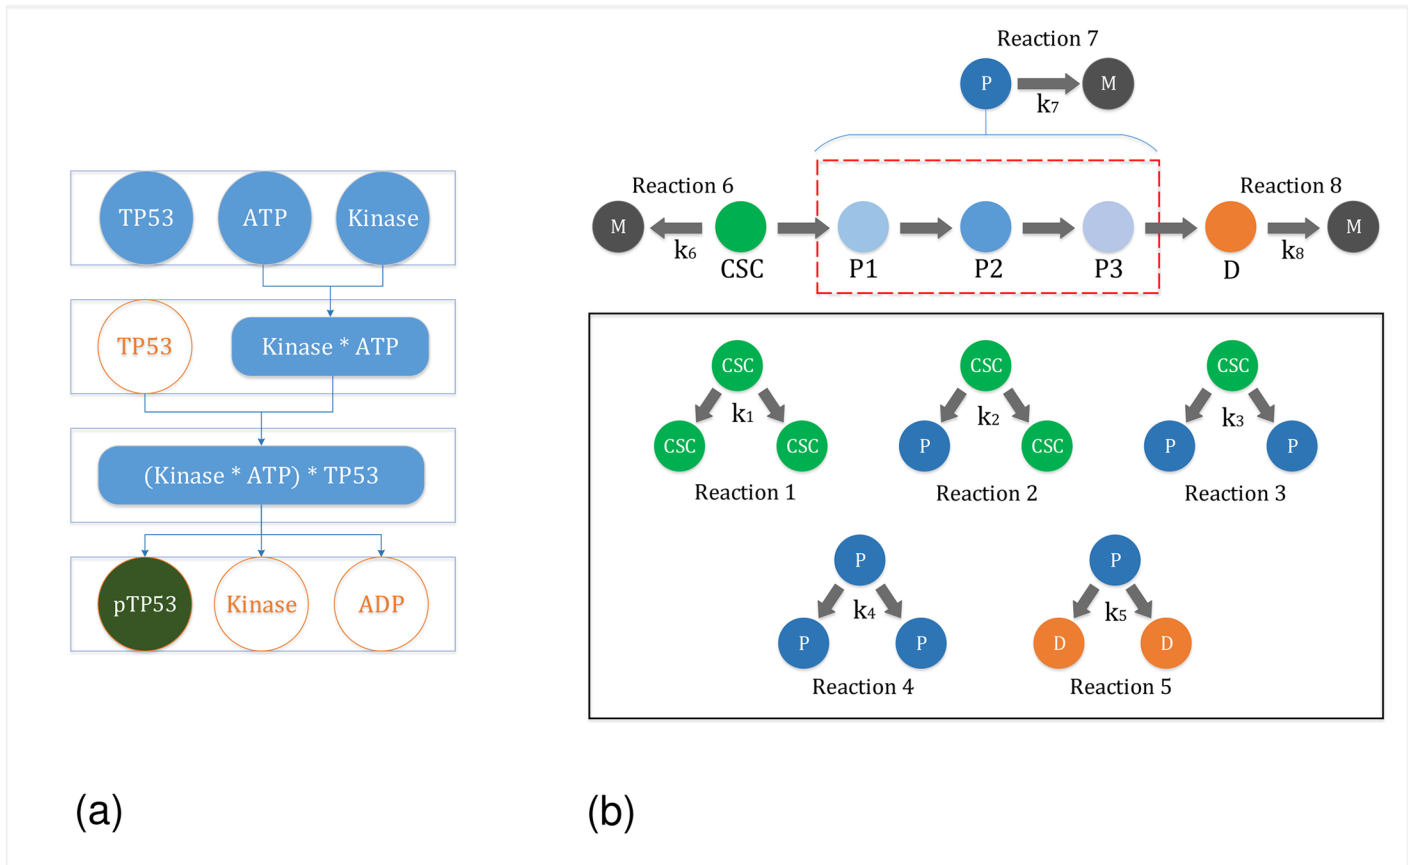 TP53 ATP Kinase
TP53 Kinase * ATP
(Kinase * ATP) * TP53
pTP53 Kinase ADP
(a)
Reaction 7
P M
k7
Reaction 6 Reaction 8
M CSC P1 P2 P3 D M
k6 k8
CSC CSC CSC
k1 k2 k3
CSC CSC P CSC P P
Reaction 1 Reaction 2 Reaction 3
P P
k4 k5
P P D D
Reaction 4 Reaction 5
(b)